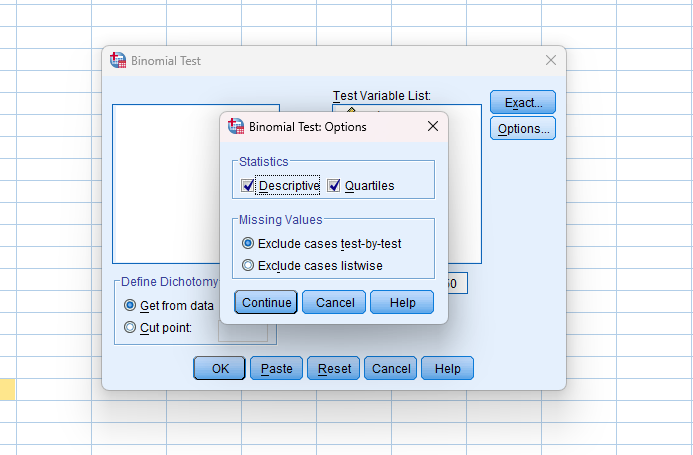 Binomial Test
Test Variable List:
Exact...
Options...
Binomial Test: Options
Statistics
Descriptive Quartiles
Missing Values
Exclude cases test-by-test
Exclude cases listwise
Continue Cancel Help
Define Dichotomy
Get from data
Cut point:
OK Paste Reset Cancel Help